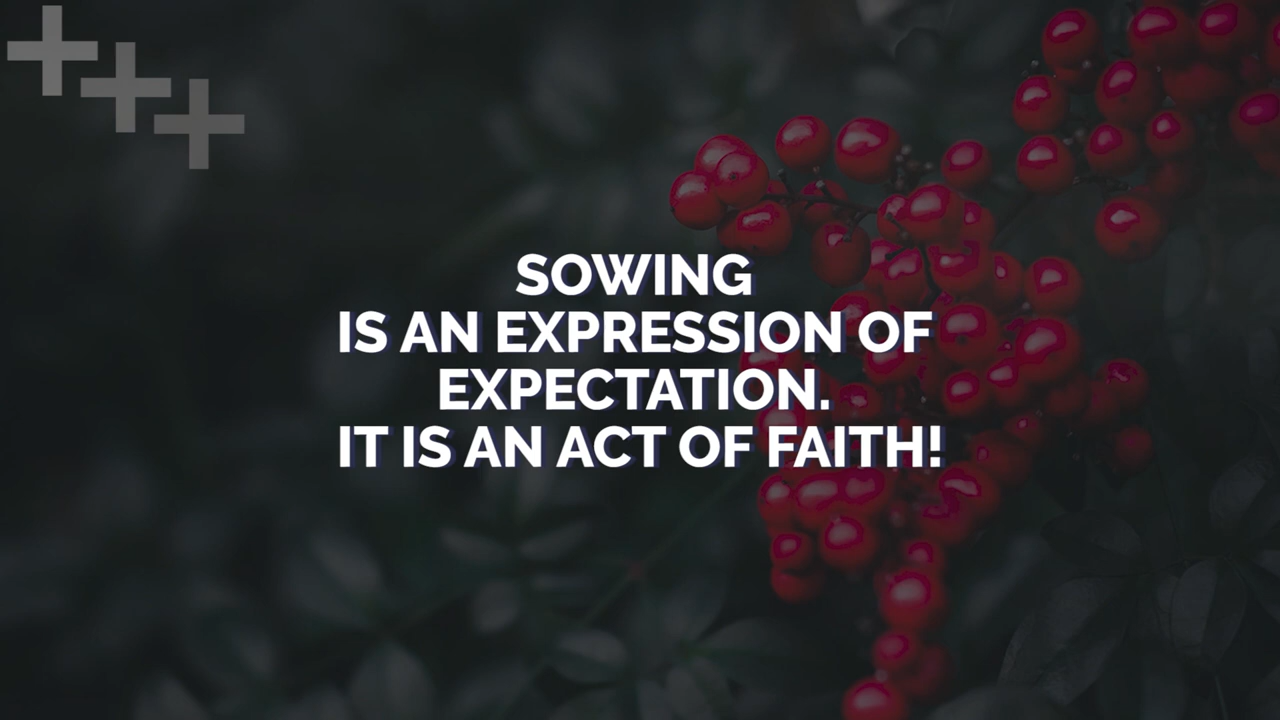 SOWING
IS AN EXPRESSION OF
EXPECTATION.
IT IS AN ACT OF FAITH!